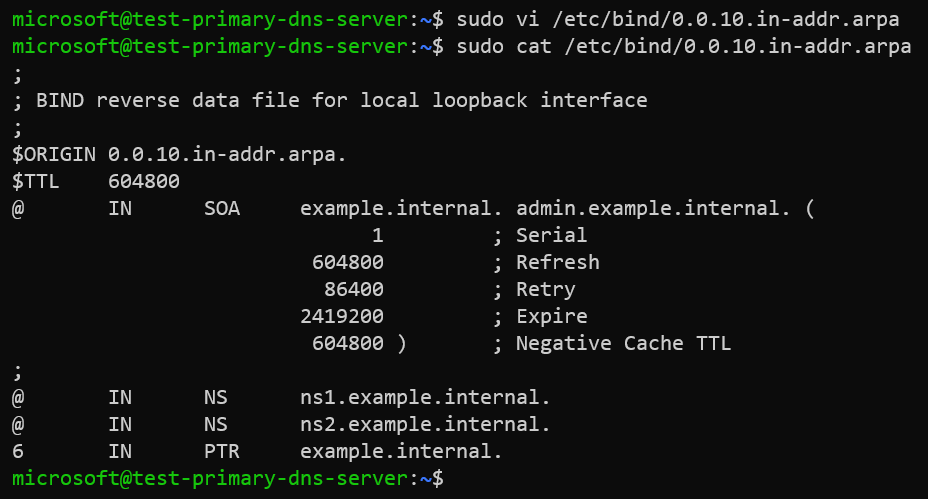 microsoft@test-primary-dns-server:~$ sudo vi /etc/bind/0.0.10.in-addr.arpa
microsoft@test-primary-dns-server:~$ sudo cat /etc/bind/0.0.10.in-addr.arpa
;
; BIND reverse data file for local loopback interface
;
$ORIGIN 0.0.10.in-addr.arpa.
$TTL    604800
@       IN      SOA     example.internal. admin.example.internal. (
                              1         ; Serial
                         604800         ; Refresh
                          86400         ; Retry
                        2419200         ; Expire
                         604800 )       ; Negative Cache TTL
;
@       IN      NS      ns1.example.internal.
@       IN      NS      ns2.example.internal.
6       IN      PTR     example.internal.
microsoft@test-primary-dns-server:~$